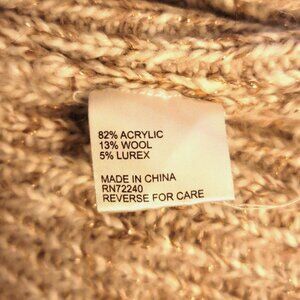 82% ACRYLIC
13% WOOL
5% LUREX
MADE IN CHINA
RN72240
REVERSE FOR CARE